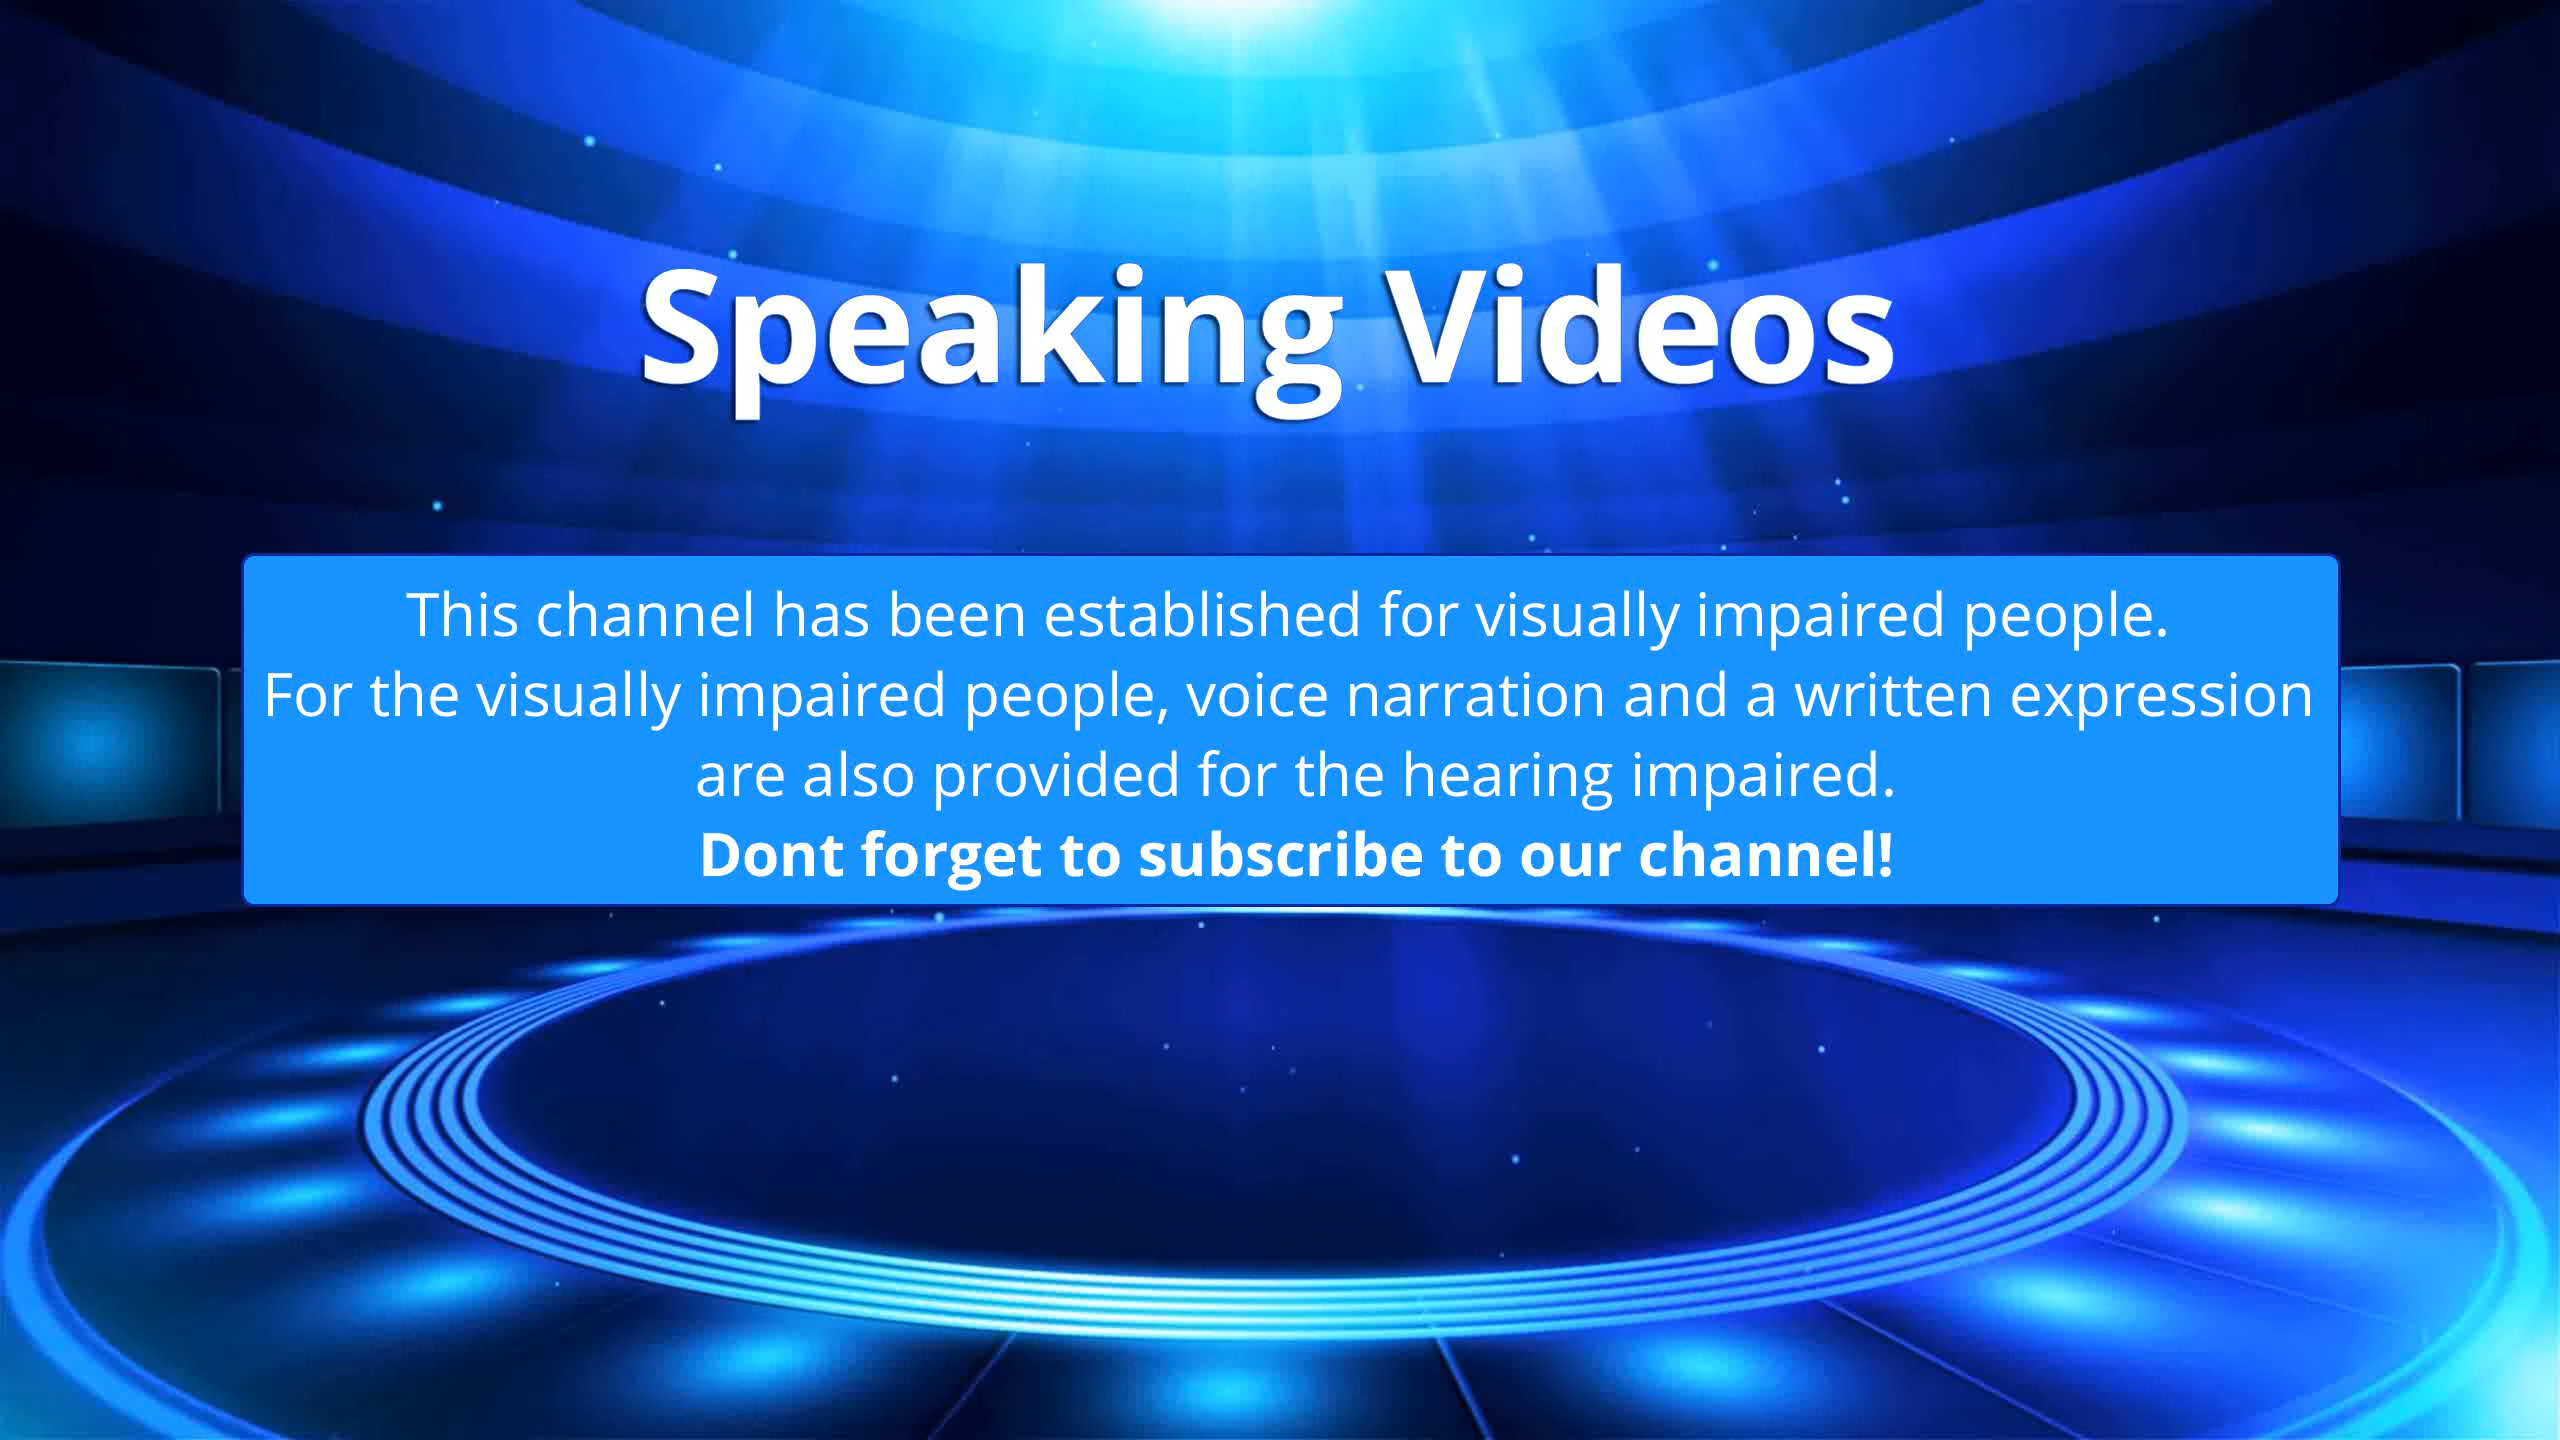 Speaking Videos
This channel has been established for visually impaired people.
For the visually impaired people, voice narration and a written expression
are also provided for the hearing impaired.
Dont forget to subscribe to our channel!